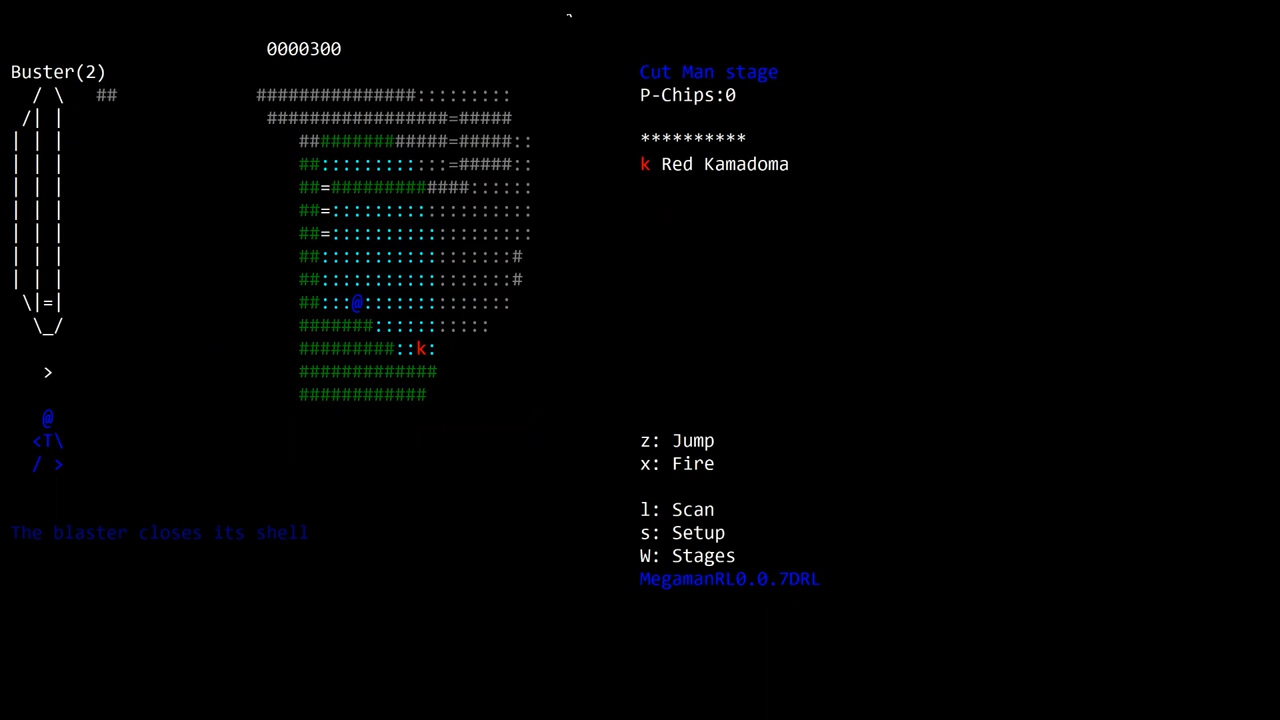 0000300
Buster(2)
/ \   ##             ###############:::::::::
/| |                   #################=#####
| | |                      #########################=#####::
| | |                      ##::::::::::::=#####::
| | |                      ##=#############::::::
| | |                      ##=:::::::::::::::::::
| | |                      ##=:::::::::::::::::::
| | |                      ##::::::::::::::::::#
| | |                      ##::::::::::::::::::#
\|=|                      ##:::@::::::::::::::
\_/                      #######:::::::::::
#########::k:
>
#############
############
@
<T\
/ >
The blaster closes its shell
Cut Man stage
P-Chips:0
**********
k Red Kamadoma
z: Jump
x: Fire
l: Scan
s: Setup
W: Stages
MegamanRL0.0.7DRL